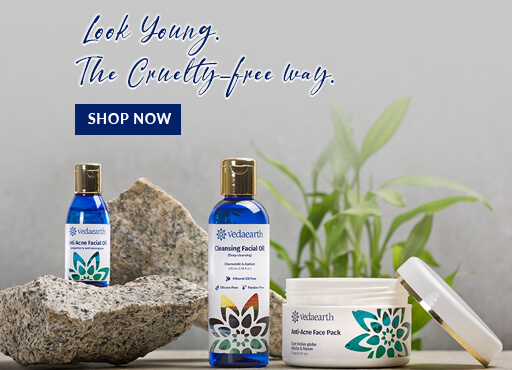 Look Young.
The Cruelty-free way.
SHOP NOW
Anti Acne Facial Oil
vedaearth
Cleansing Facial Oil
(Deep cleansing)
Chamomile & Apricot
Mineral Oil Free
Silicone Free
Paraben Free
vedaearth
Anti-Acne Face Pack
& Neem